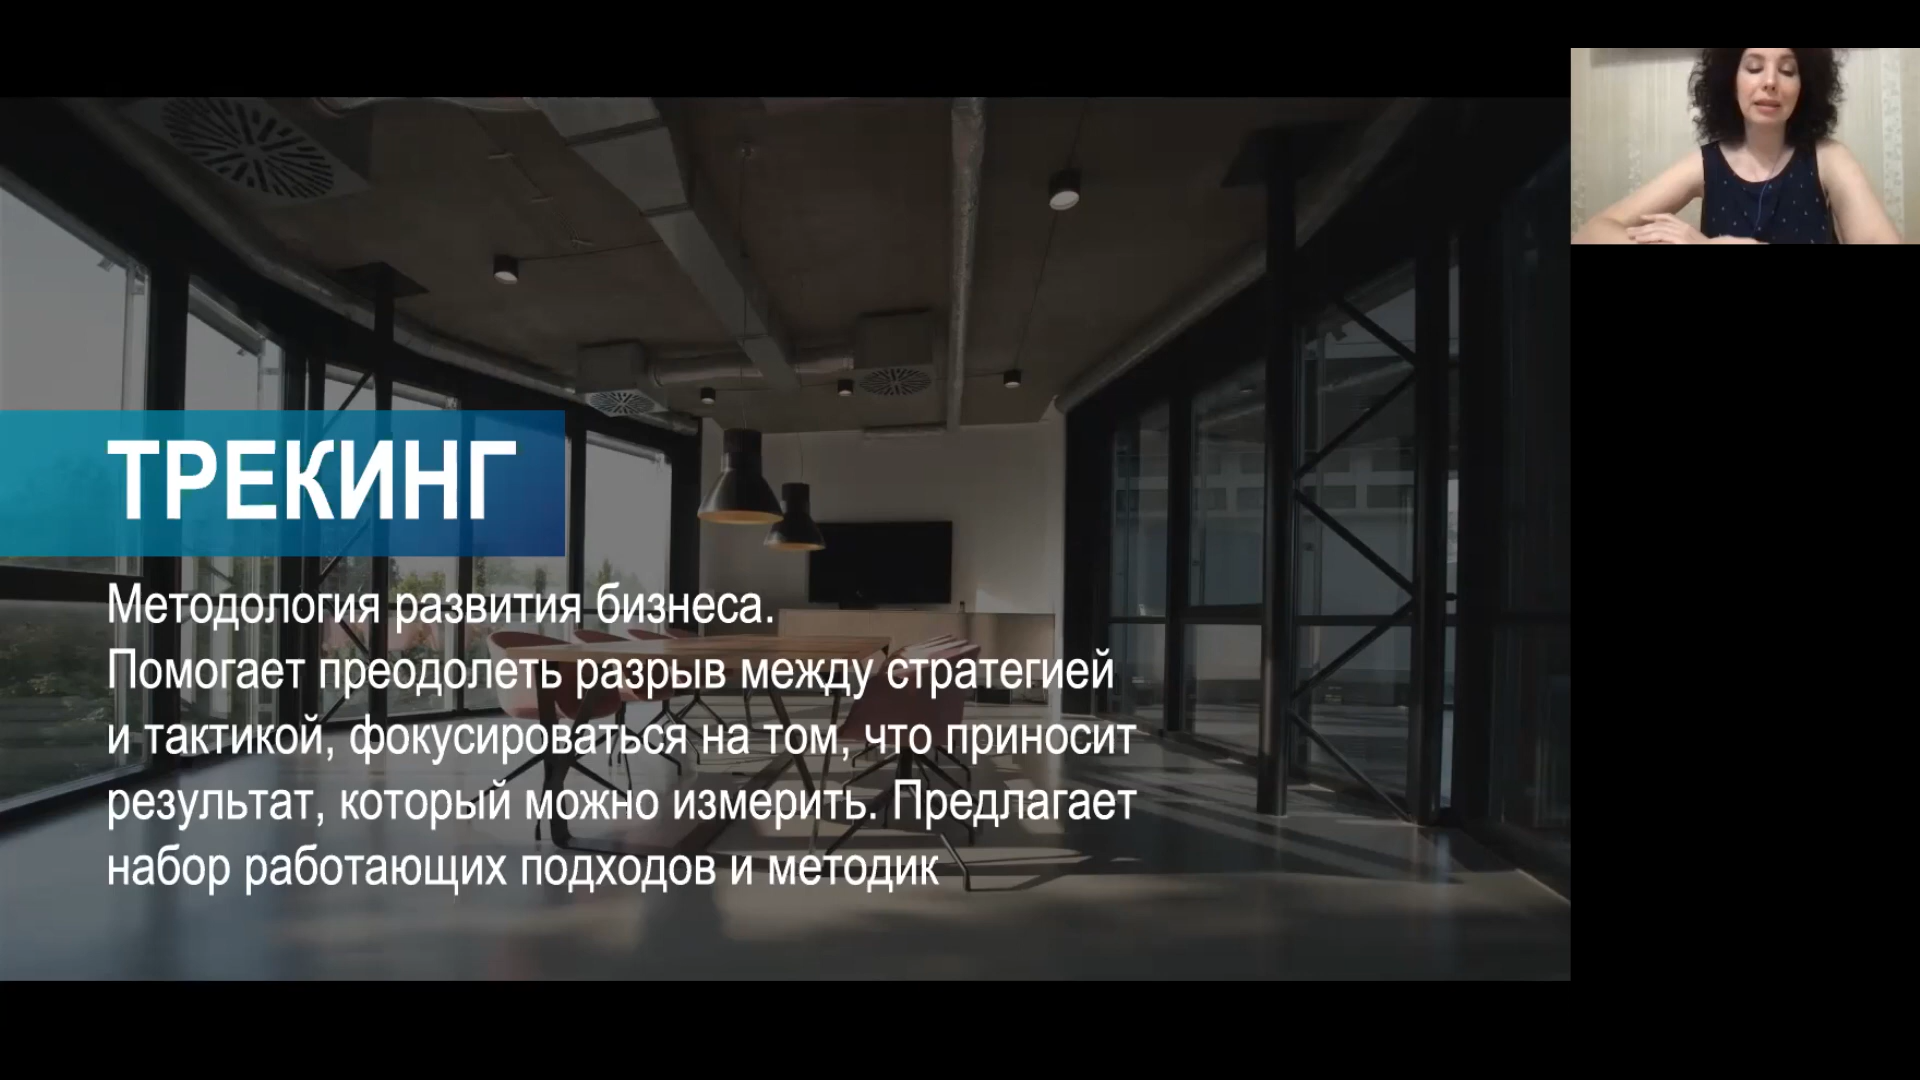 ТРЕКИНГ
Методология развития бизнеса.
Помогает преодолеть разрыв между стратегией
и тактикой, фокусироваться на том, что приносит
результат, который можно измерить. Предлагает
набор работающих подходов и методик